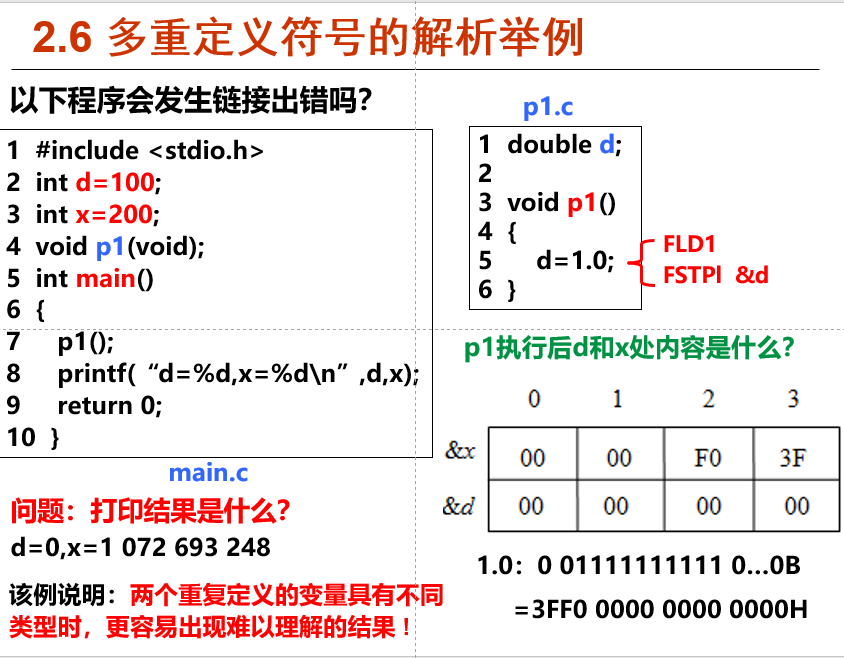 2.6 多重定义符号的解析举例
以下程序会发生链接出错吗?
1 #include <stdio.h>
2 int d=100;
3 int x=200;
4 void p1(void);
5 int main()
6 {
7 p1();
8 printf( “d=%d,x=%d\n” ,d,x);
9 return 0;
10 }
main.c
问题：打印结果是什么?
d=0,x=1 072 693 248
该例说明：两个重复定义的变量具有不同
类型时，更容易出现难以理解的结果！
p1.c
1 double d;
2
3 void p1()
4 {
5 d=1.0;
6 }
FLD1
FSTPl &d
p1执行后d和x处内容是什么?
0 1 2 3
&x 00 00 F0 3F
&d 00 00 00 00
1.0：0 01111111111 0...0B
=3FF0 0000 0000 0000H